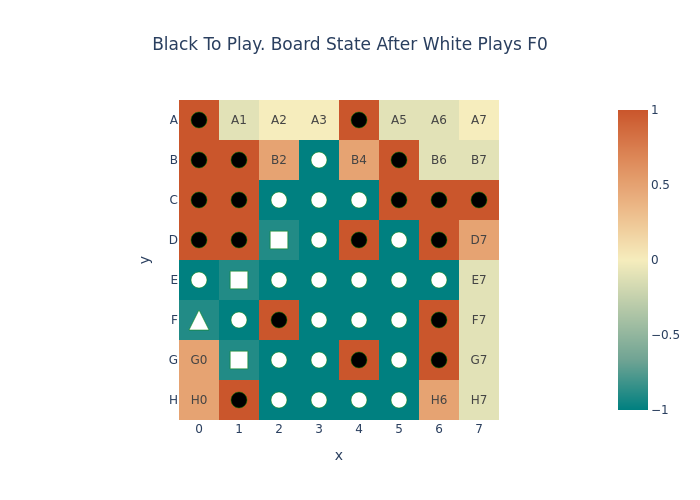 Black To Play. Board State After White Plays F0
A A1 A2 A3 A5 A6 A7
B B2 B4 B6 B7
C
D D7
E E7
F F7
G G0 G7
H H0 H6 H7
0 1 2 3 4 5 6 7
x
y
1
0.5
0
−0.5
−1